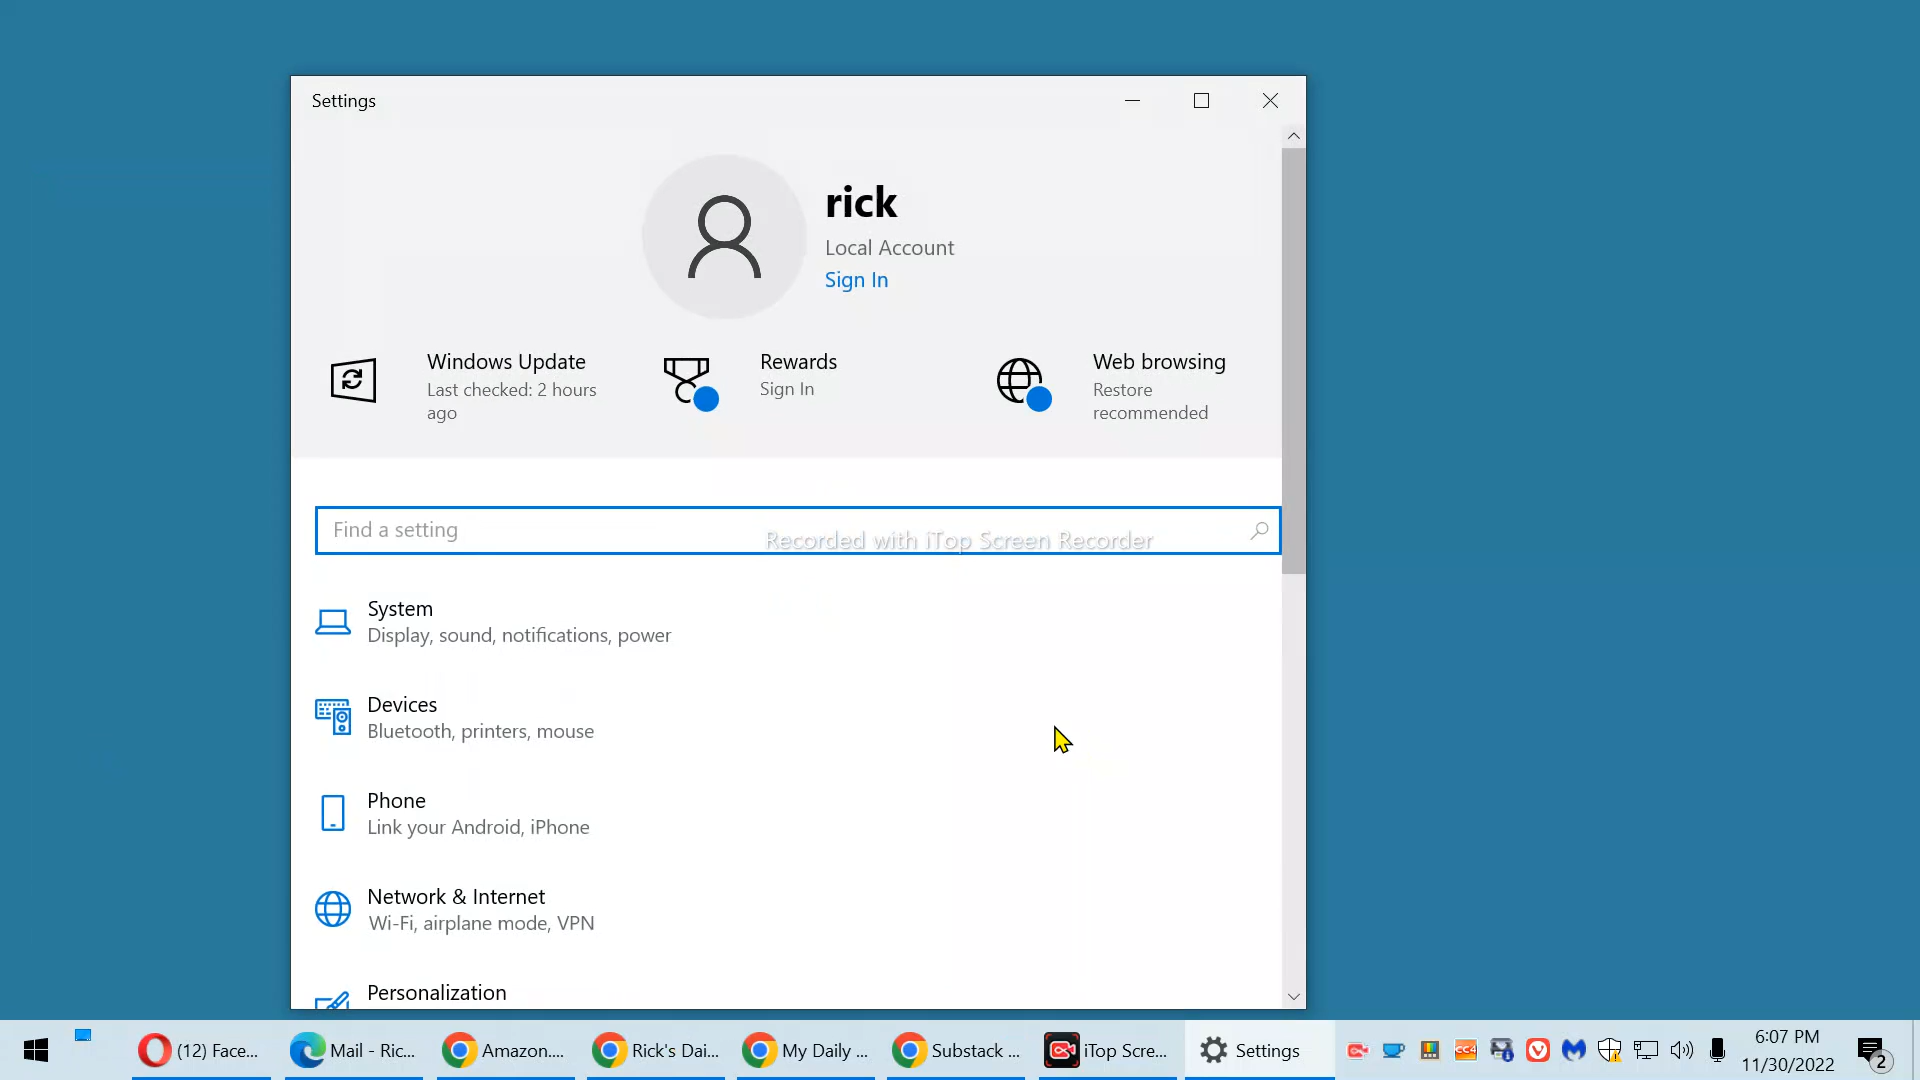 Settings
rick
Local Account
Sign In
Windows Update
Last checked: 2 hours
ago
Rewards
Sign In
Web browsing
Restore
recommended
Find a setting
Recorded with iTop Screen Recorder
System
Display, sound, notifications, power
Devices
Bluetooth, printers, mouse
Phone
Link your Android, iPhone
Network & Internet
Wi-Fi, airplane mode, VPN
Personalization
(12) Face...
Mail - Ric...
Amazon....
Rick's Dai...
My Daily ...
Substack ...
iTop Scre...
Settings
CC4
6:07 PM
11/30/2022
2